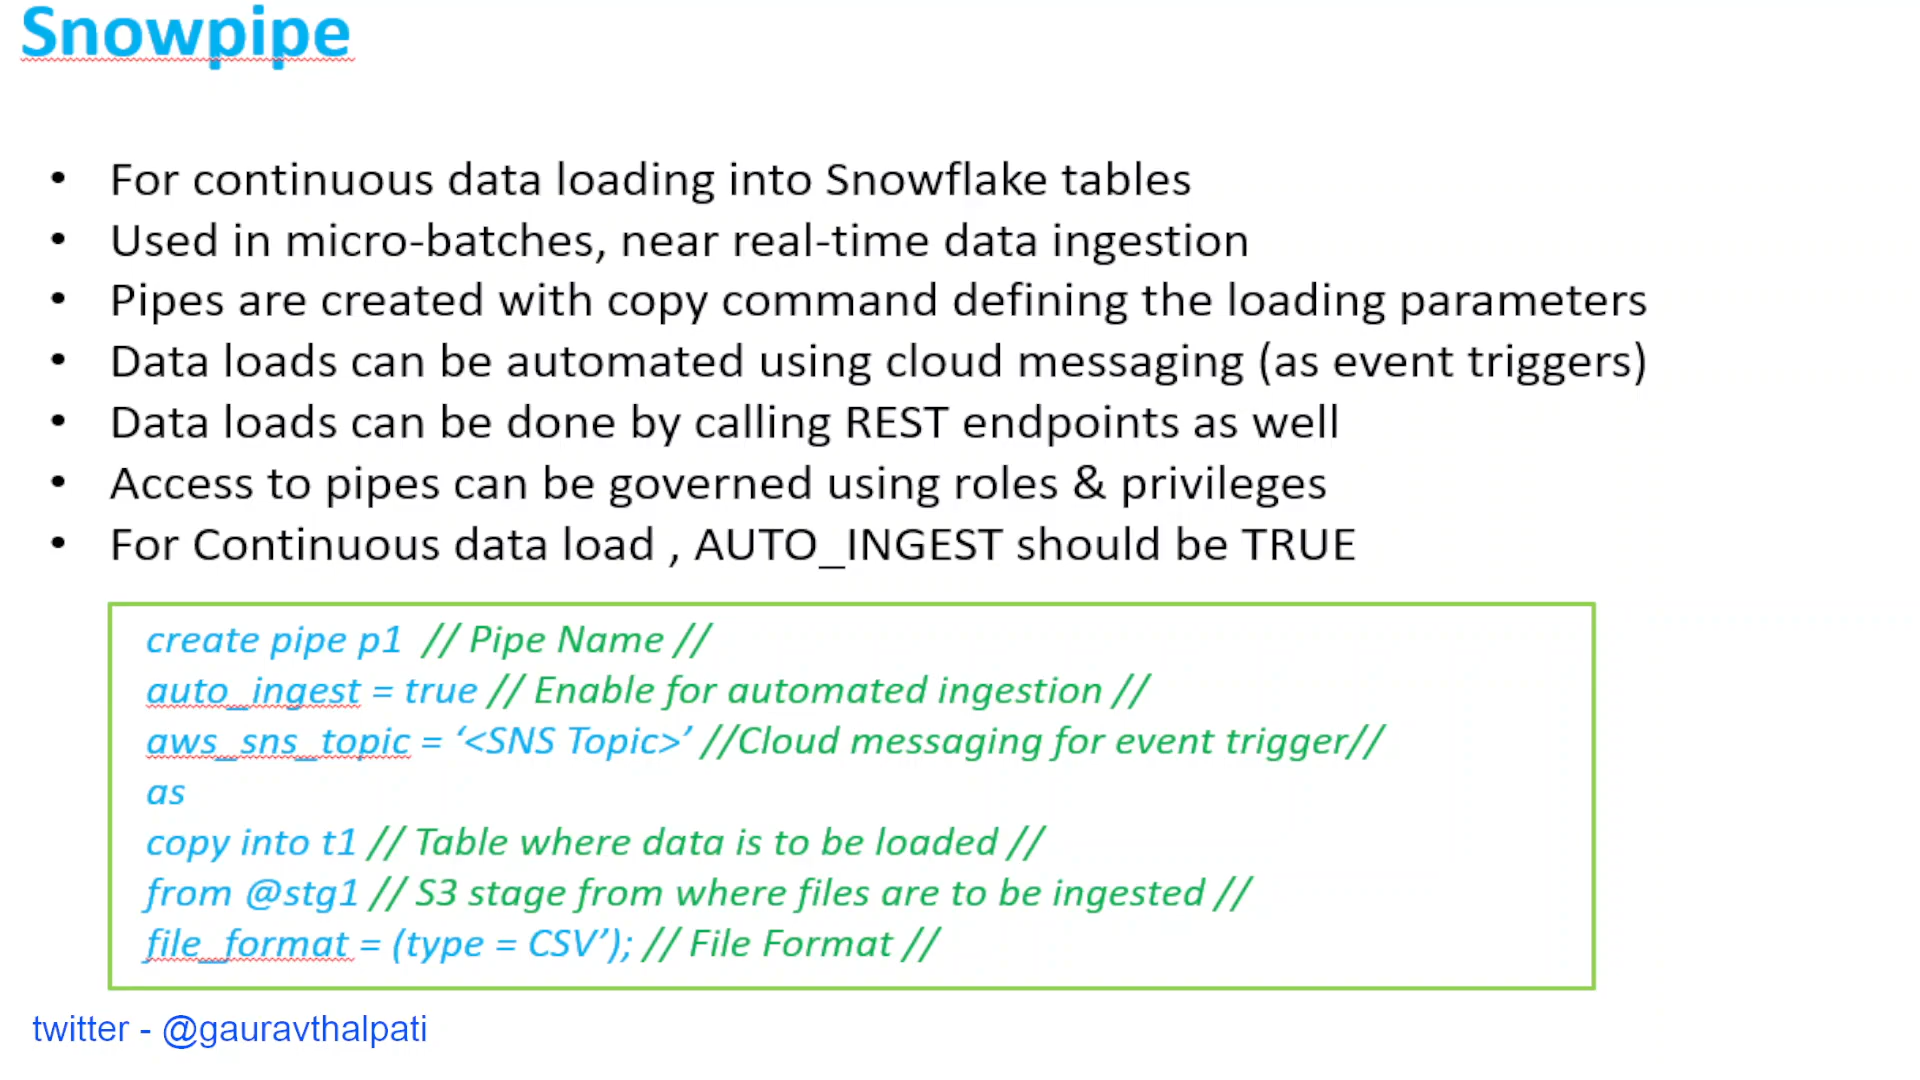 Snowpipe
• For continuous data loading into Snowflake tables
• Used in micro-batches, near real-time data ingestion
• Pipes are created with copy command defining the loading parameters
• Data loads can be automated using cloud messaging (as event triggers)
• Data loads can be done by calling REST endpoints as well
• Access to pipes can be governed using roles & privileges
• For Continuous data load , AUTO_INGEST should be TRUE
create pipe p1 // Pipe Name //
auto_ingest = true // Enable for automated ingestion //
aws_sns_topic = ‘<SNS Topic>’ //Cloud messaging for event trigger//
as
copy into t1 // Table where data is to be loaded //
from @stg1 // S3 stage from where files are to be ingested //
file_format = (type = CSV’); // File Format //
twitter - @gauravthalpati